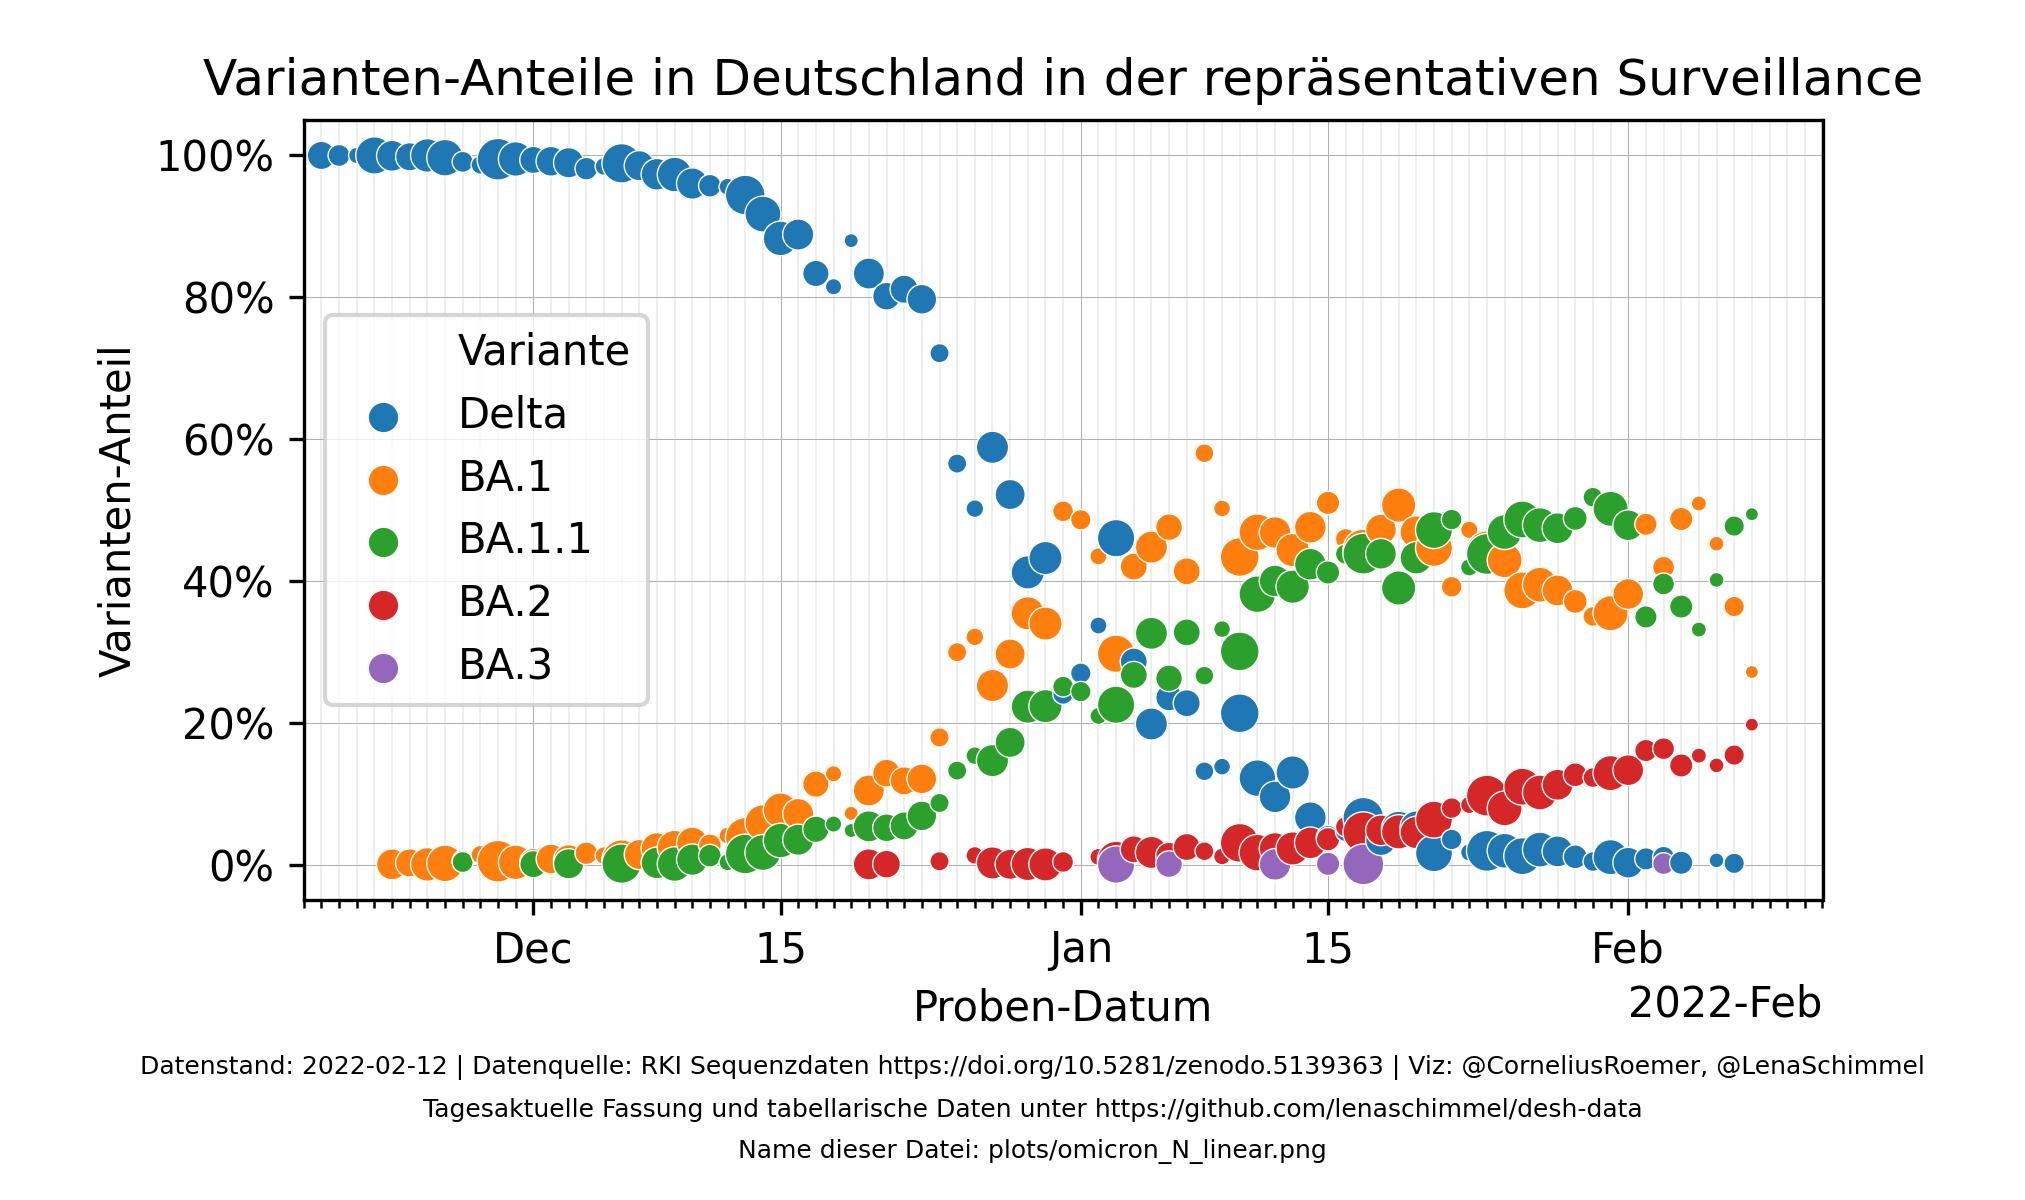 Varianten-Anteile in Deutschland in der repräsentativen Surveillance
Varianten-Anteil
100%
80%
60%
40%
20%
0%
Variante
Delta
BA.1
BA.1.1
BA.2
BA.3
Dec
15
Jan
15
Feb
Proben-Datum
2022-Feb
Datenstand: 2022-02-12 | Datenquelle: RKI Sequenzdaten https://doi.org/10.5281/zenodo.5139363 | Viz: @CorneliusRoemer, @LenaSchimmel
Tagesaktuelle Fassung und tabellarische Daten unter https://github.com/lenaschimmel/desh-data
Name dieser Datei: plots/omicron_N_linear.png